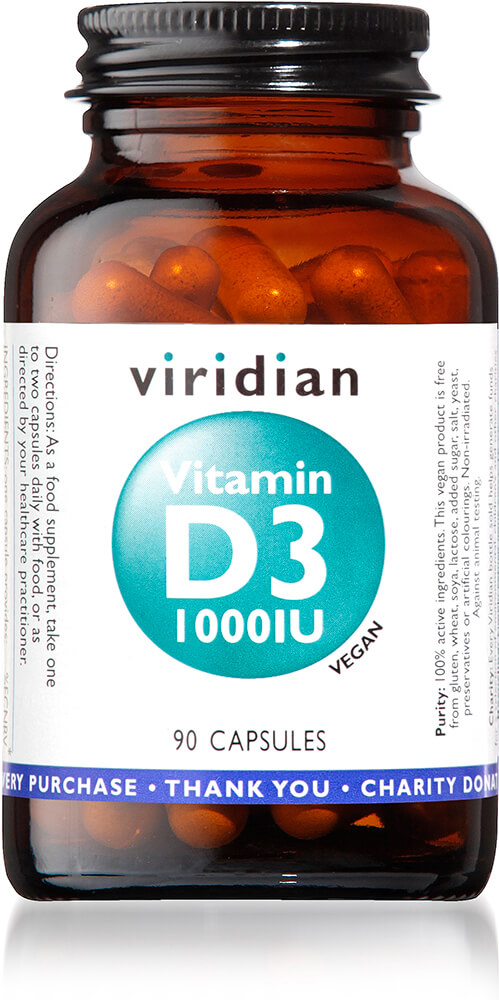 viridian
Vitamin
D3
1000IU
VEGAN
90 CAPSULES
VERY PURCHASE • THANK YOU • CHARITY DONAT
Directions: As a food supplement, take one
to two capsules daily with food, or as
directed by your healthcare practitioner.
Purity: 100% active ingredients. This vegan product is free
from gluten, wheat, soya, lactose, added sugar, salt, yeast,
preservatives or artificial colourings. Non-irradiated.
Against animal testing.